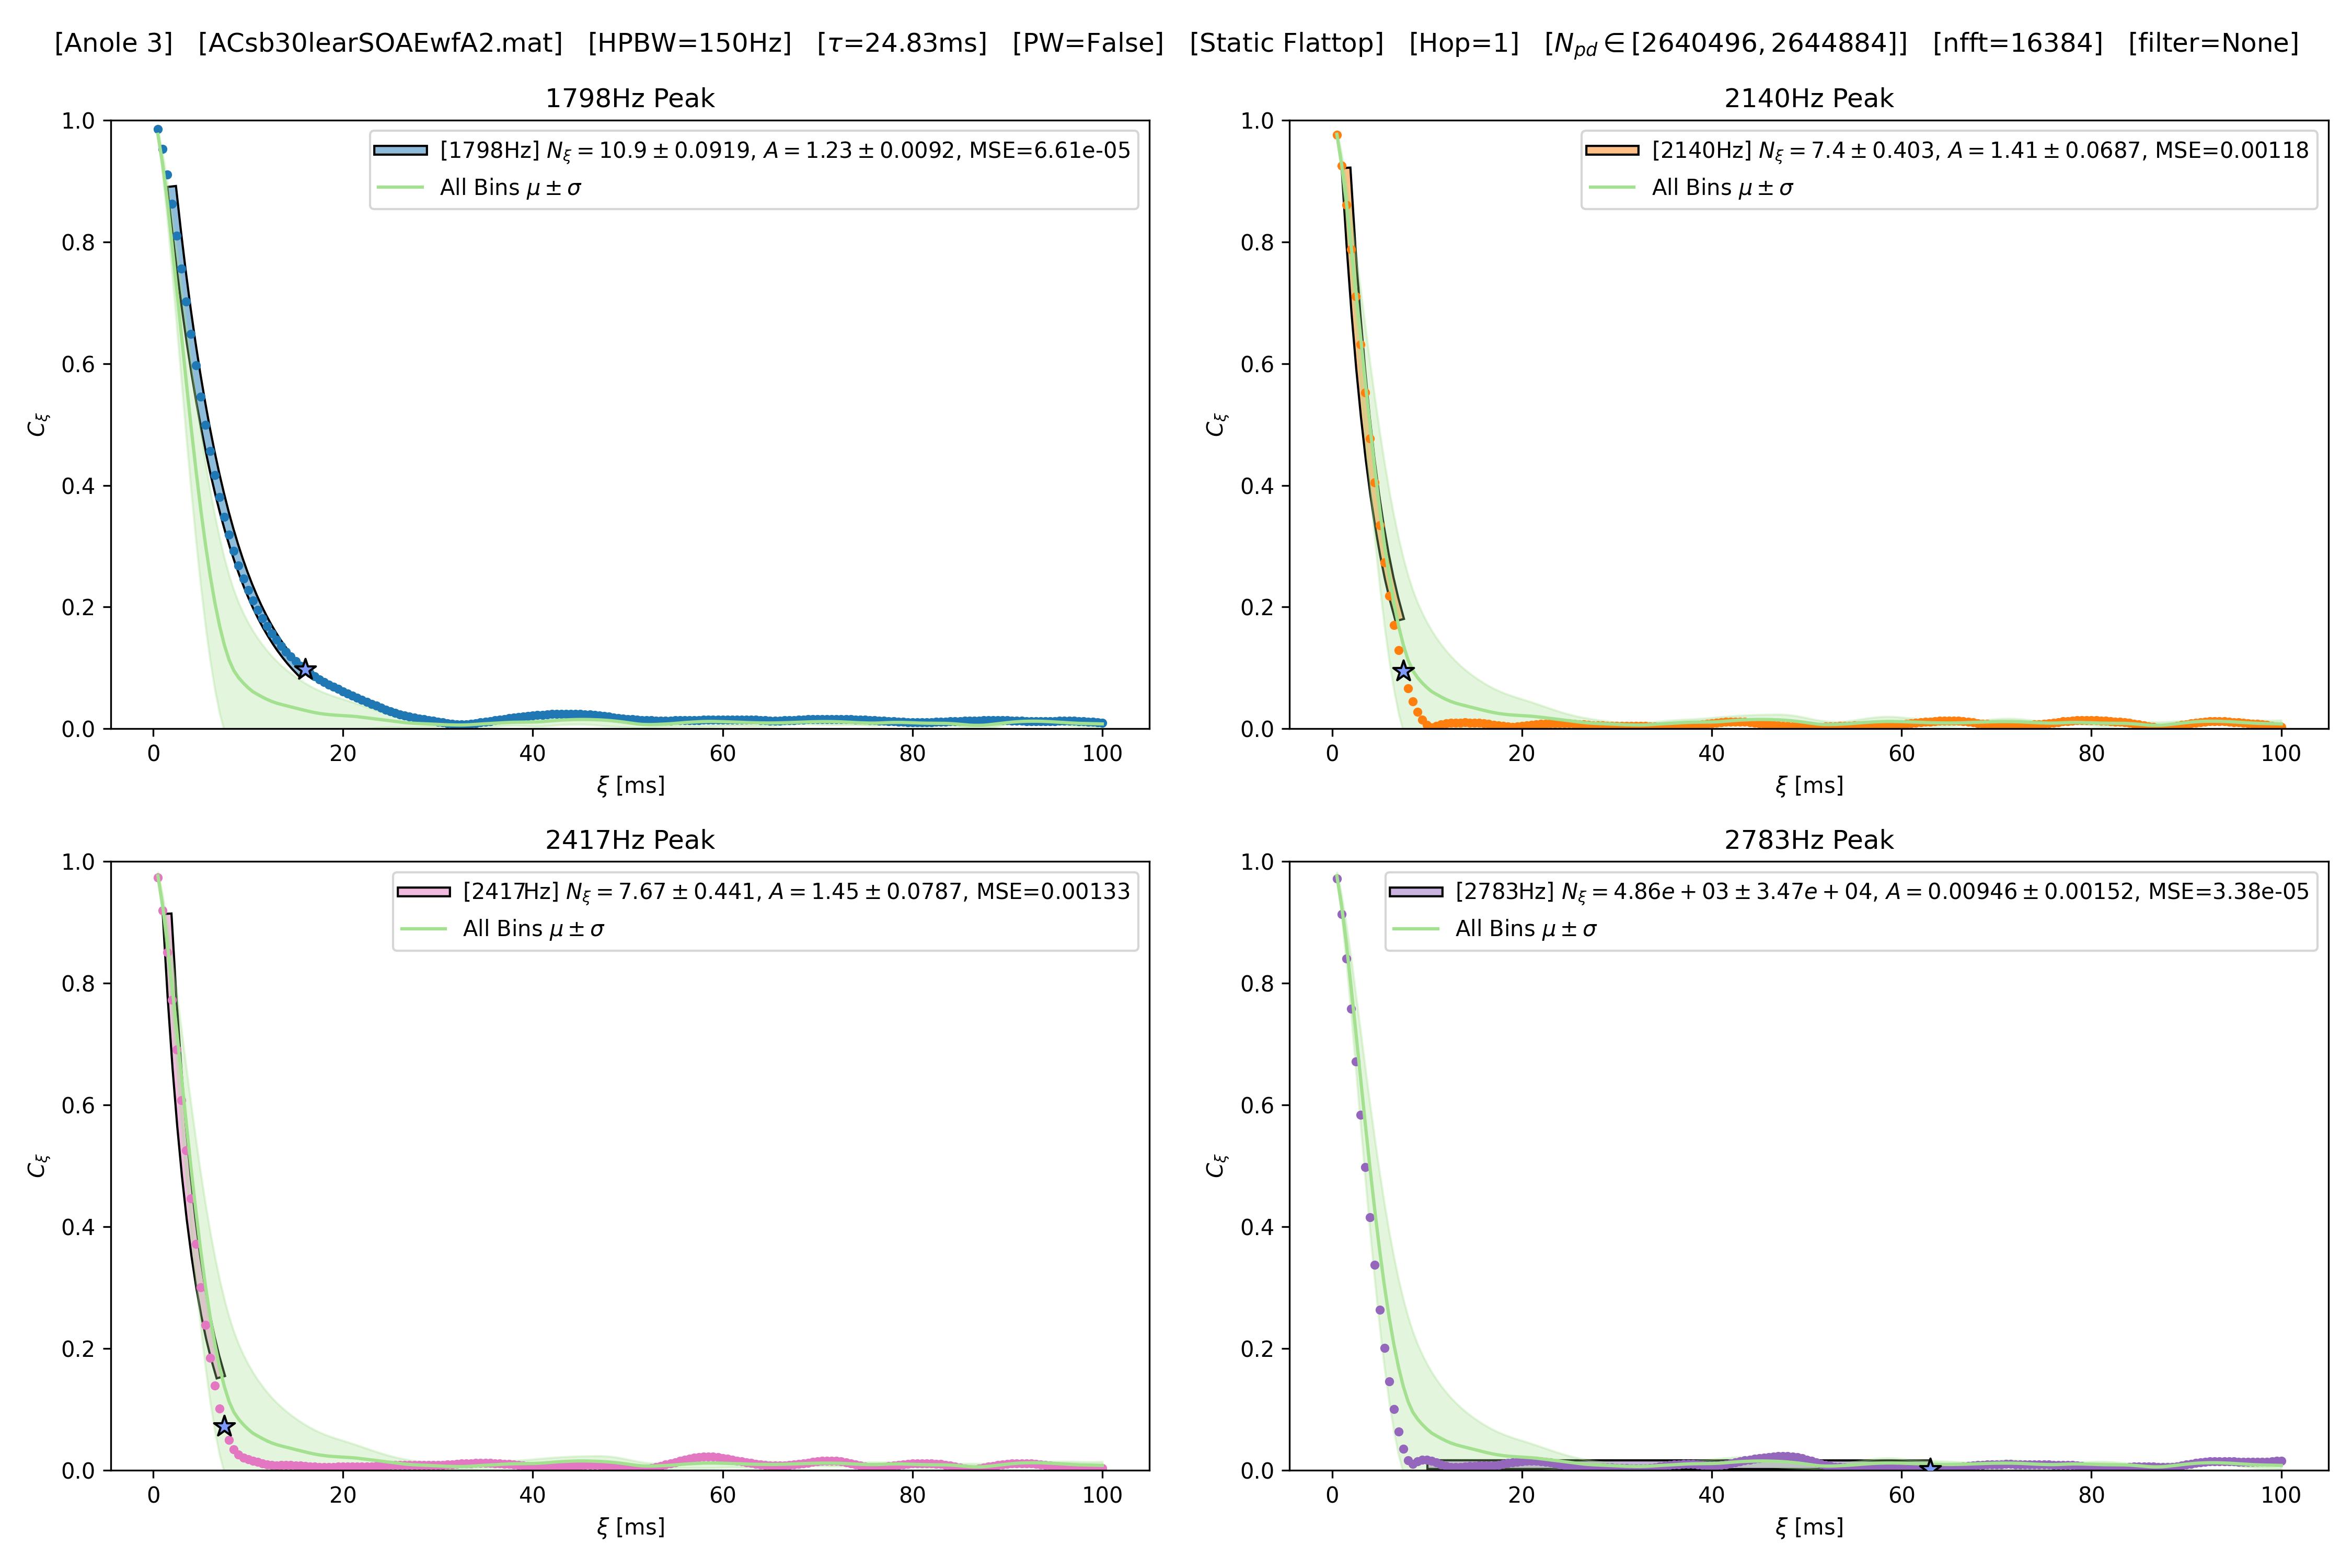 [Anole 3] [ACsb30learSOAEwfA2.mat] [HPBW=150Hz] [τ=24.83ms] [PW=False] [Static Flattop] [Hop=1] [N_pd ∈ [2640496, 2644884]] [nfft=16384] [filter=None]
1798Hz Peak
[1798Hz] N_ξ = 10.9 ± 0.0919, A = 1.23 ± 0.0092, MSE=6.61e-05
All Bins μ ± σ
1.0
0.8
0.6
0.4
0.2
0.0
C_ξ
0 20 40 60 80 100
ξ [ms]
2140Hz Peak
[2140Hz] N_ξ = 7.4 ± 0.403, A = 1.41 ± 0.0687, MSE=0.00118
All Bins μ ± σ
1.0
0.8
0.6
0.4
0.2
0.0
C_ξ
0 20 40 60 80 100
ξ [ms]
2417Hz Peak
[2417Hz] N_ξ = 7.67 ± 0.441, A = 1.45 ± 0.0787, MSE=0.00133
All Bins μ ± σ
1.0
0.8
0.6
0.4
0.2
0.0
C_ξ
0 20 40 60 80 100
ξ [ms]
2783Hz Peak
[2783Hz] N_ξ = 4.86e + 03 ± 3.47e + 04, A = 0.00946 ± 0.00152, MSE=3.38e-05
All Bins μ ± σ
1.0
0.8
0.6
0.4
0.2
0.0
C_ξ
0 20 40 60 80 100
ξ [ms]